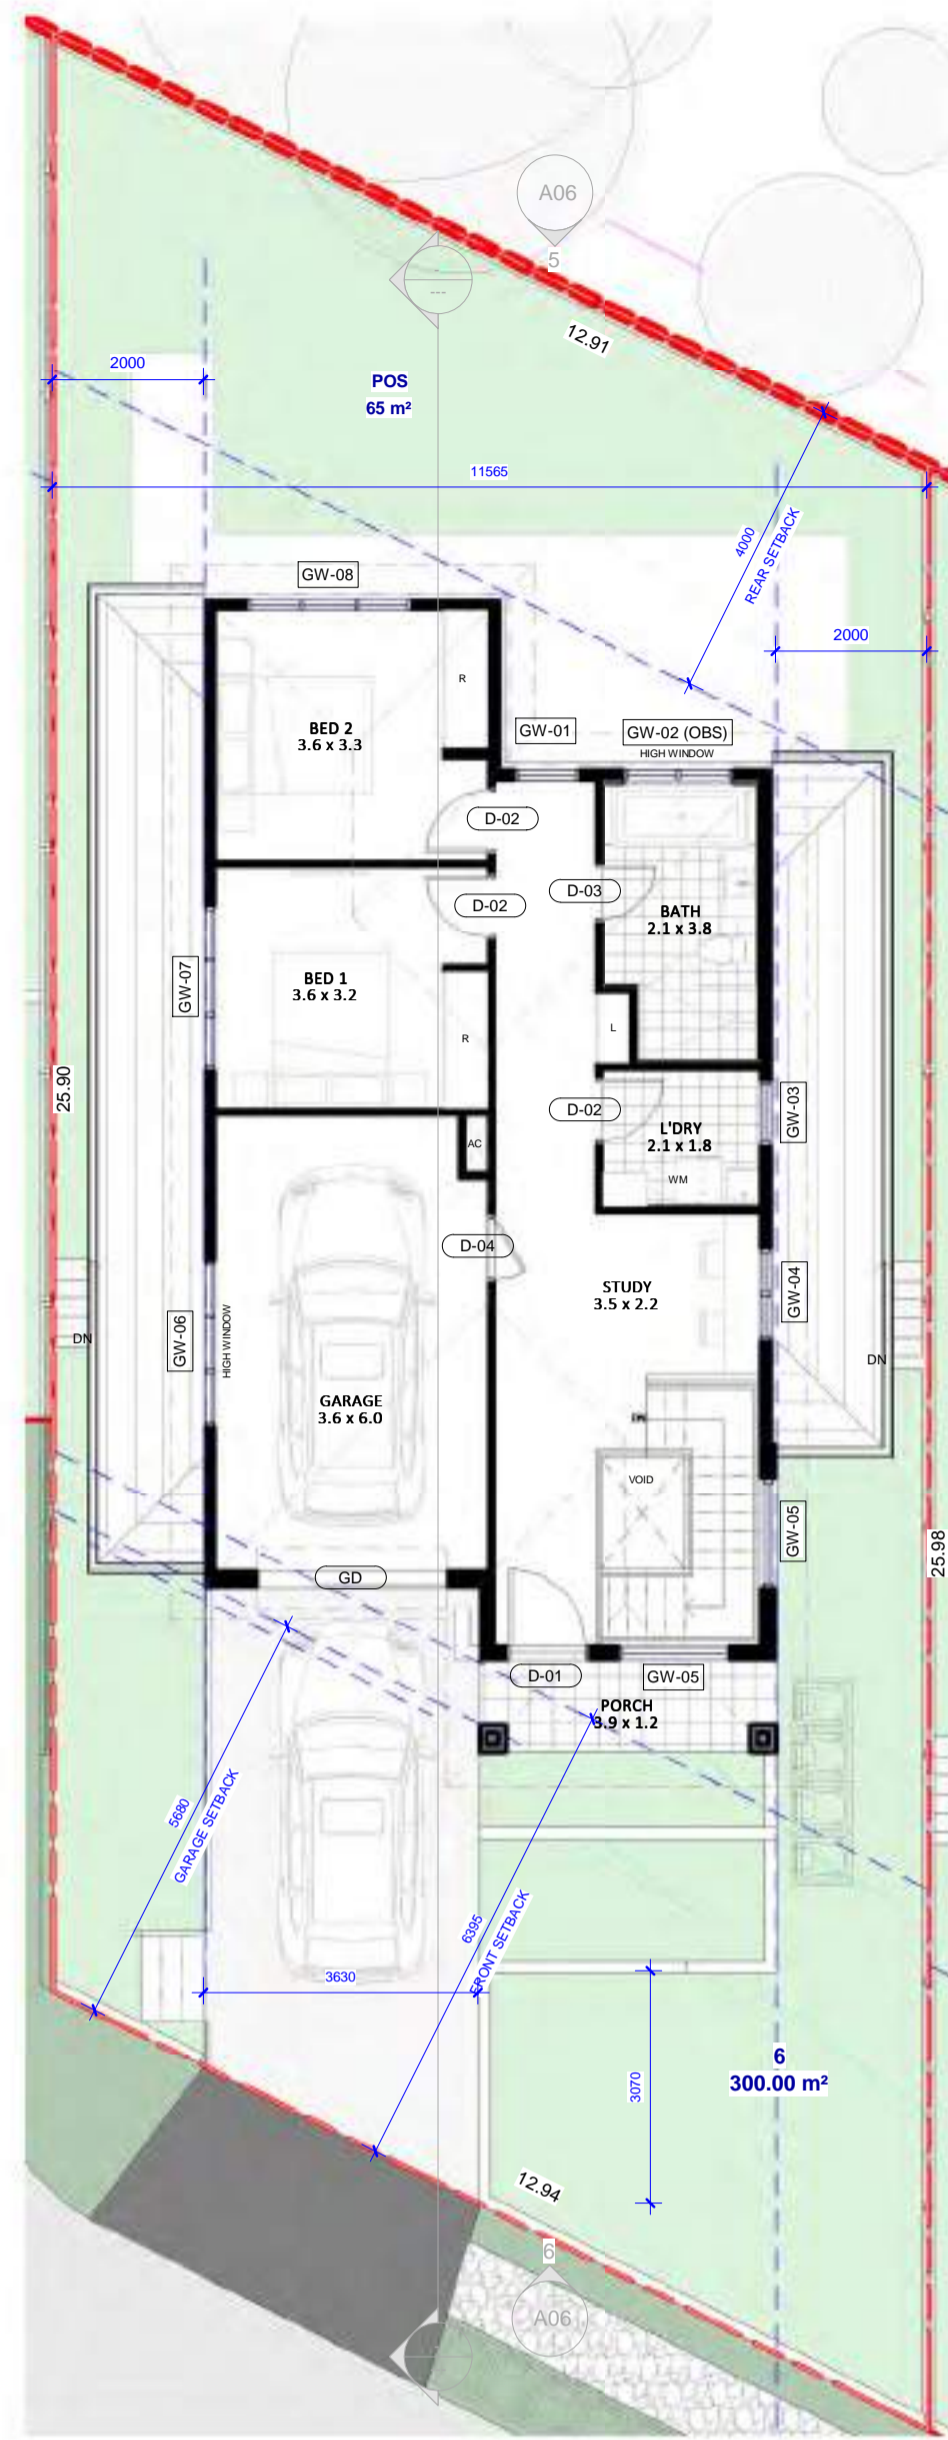 A06
5
---
12.91
2000
POS
65 m²
11565
4000
REAR SETBACK
GW-08
2000
R
GW-01
GW-02 (OBS)
HIGH WINDOW
BED 2
3.6 x 3.3
D-02
D-03
D-02
BATH
2.1 x 3.8
BED 1
3.6 x 3.2
GW-07
L
R
25.90
D-02
GW-03
L'DRY
2.1 x 1.8
AC
WM
D-04
STUDY
3.5 x 2.2
GW-04
GW-06
HIGH WINDOW
DN
DN
GARAGE
3.6 x 6.0
VOID
GW-05
25.98
GD
D-01
GW-05
PORCH
3.9 x 1.2
5680
GARAGE SETBACK
6395
FRONT SETBACK
3630
3070
6
300.00 m²
12.94
6
A06